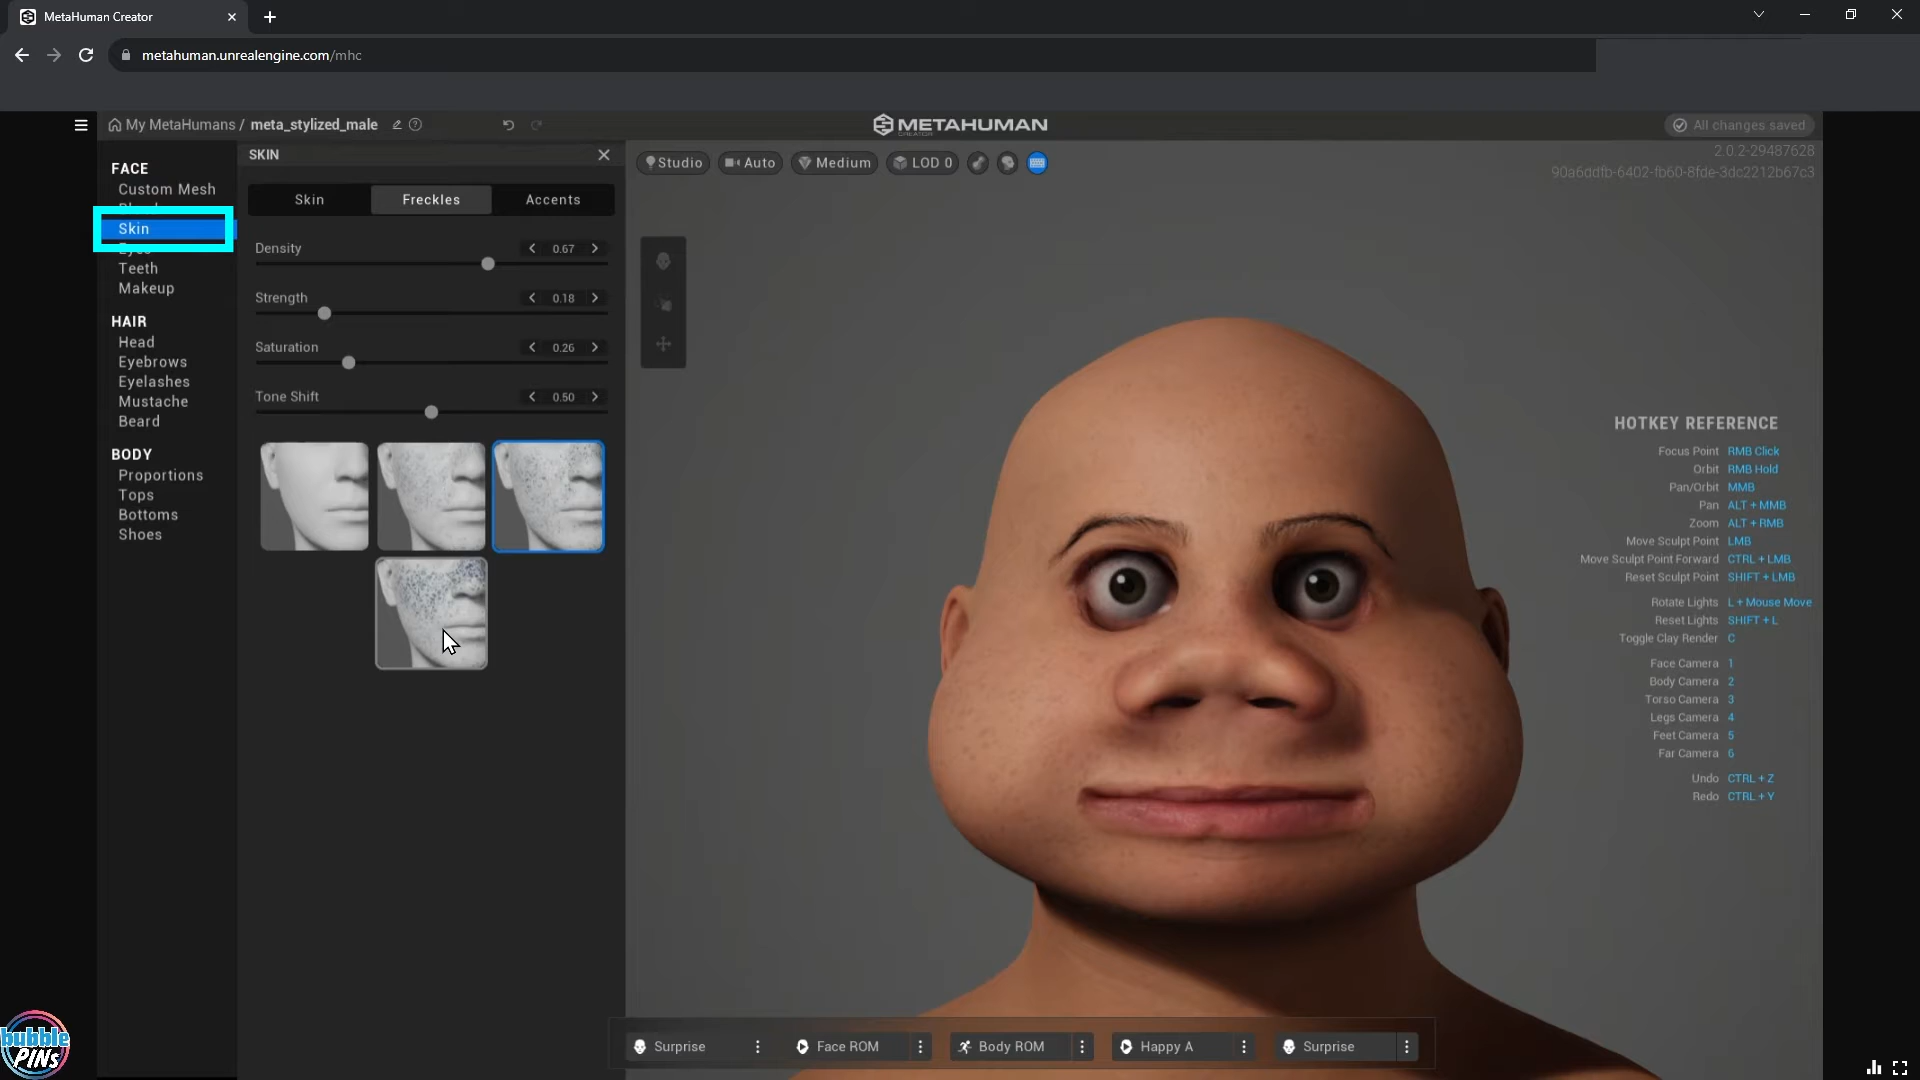 MetaHuman Creator
metahuman.unrealengine.com/mhc
My MetaHumans / meta_stylized_male
METAHUMAN
CREATOR
All changes saved
2.0.2-29487628
90a6ddfb-6402-fb60-8fde-3dc2212b67c3
FACE
Custom Mesh
Skin
Teeth
Makeup
HAIR
Head
Eyebrows
Eyelashes
Mustache
Beard
BODY
Proportions
Tops
Bottoms
Shoes
SKIN
Skin Freckles Accents
Density 0.67
Strength 0.18
Saturation 0.26
Tone Shift 0.50
Studio Auto Medium LOD 0
HOTKEY REFERENCE
Focus Point RMB Click
Orbit RMB Hold
Pan/Orbit MMB
Pan ALT + MMB
Zoom ALT + RMB
Move Sculpt Point LMB
Move Sculpt Point Forward CTRL + LMB
Reset Sculpt Point SHIFT + LMB
Rotate Lights L + Mouse Move
Reset Lights SHIFT + L
Toggle Clay Render C
Face Camera 1
Body Camera 2
Torso Camera 3
Legs Camera 4
Feet Camera 5
Far Camera 6
Undo CTRL + Z
Redo CTRL + Y
Surprise Face ROM Body ROM Happy A Surprise
bubble
PINs